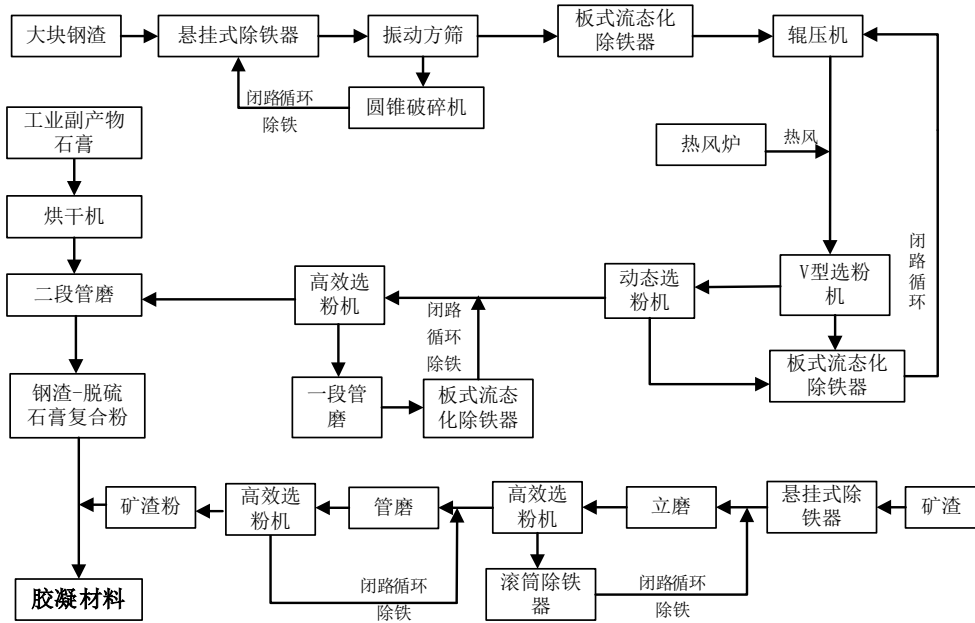 大块钢渣
悬挂式除铁器
振动方筛
板式流态化
除铁器
辊压机
闭路循环
除铁
圆锥破碎机
工业副产物
石膏
热风炉
热风
烘干机
闭
路
循
环
二段管磨
高效选
粉机
动态选
粉机
V型选粉
机
闭路
循环
除铁
板式流态化
除铁器
钢渣-脱硫
石膏复合粉
一段管
磨
板式流态
化除铁器
矿渣粉
高效选
粉机
管磨
高效选
粉机
立磨
悬挂式除
铁器
矿渣
胶凝材料
闭路循环
除铁
滚筒除铁
器
闭路循环
除铁